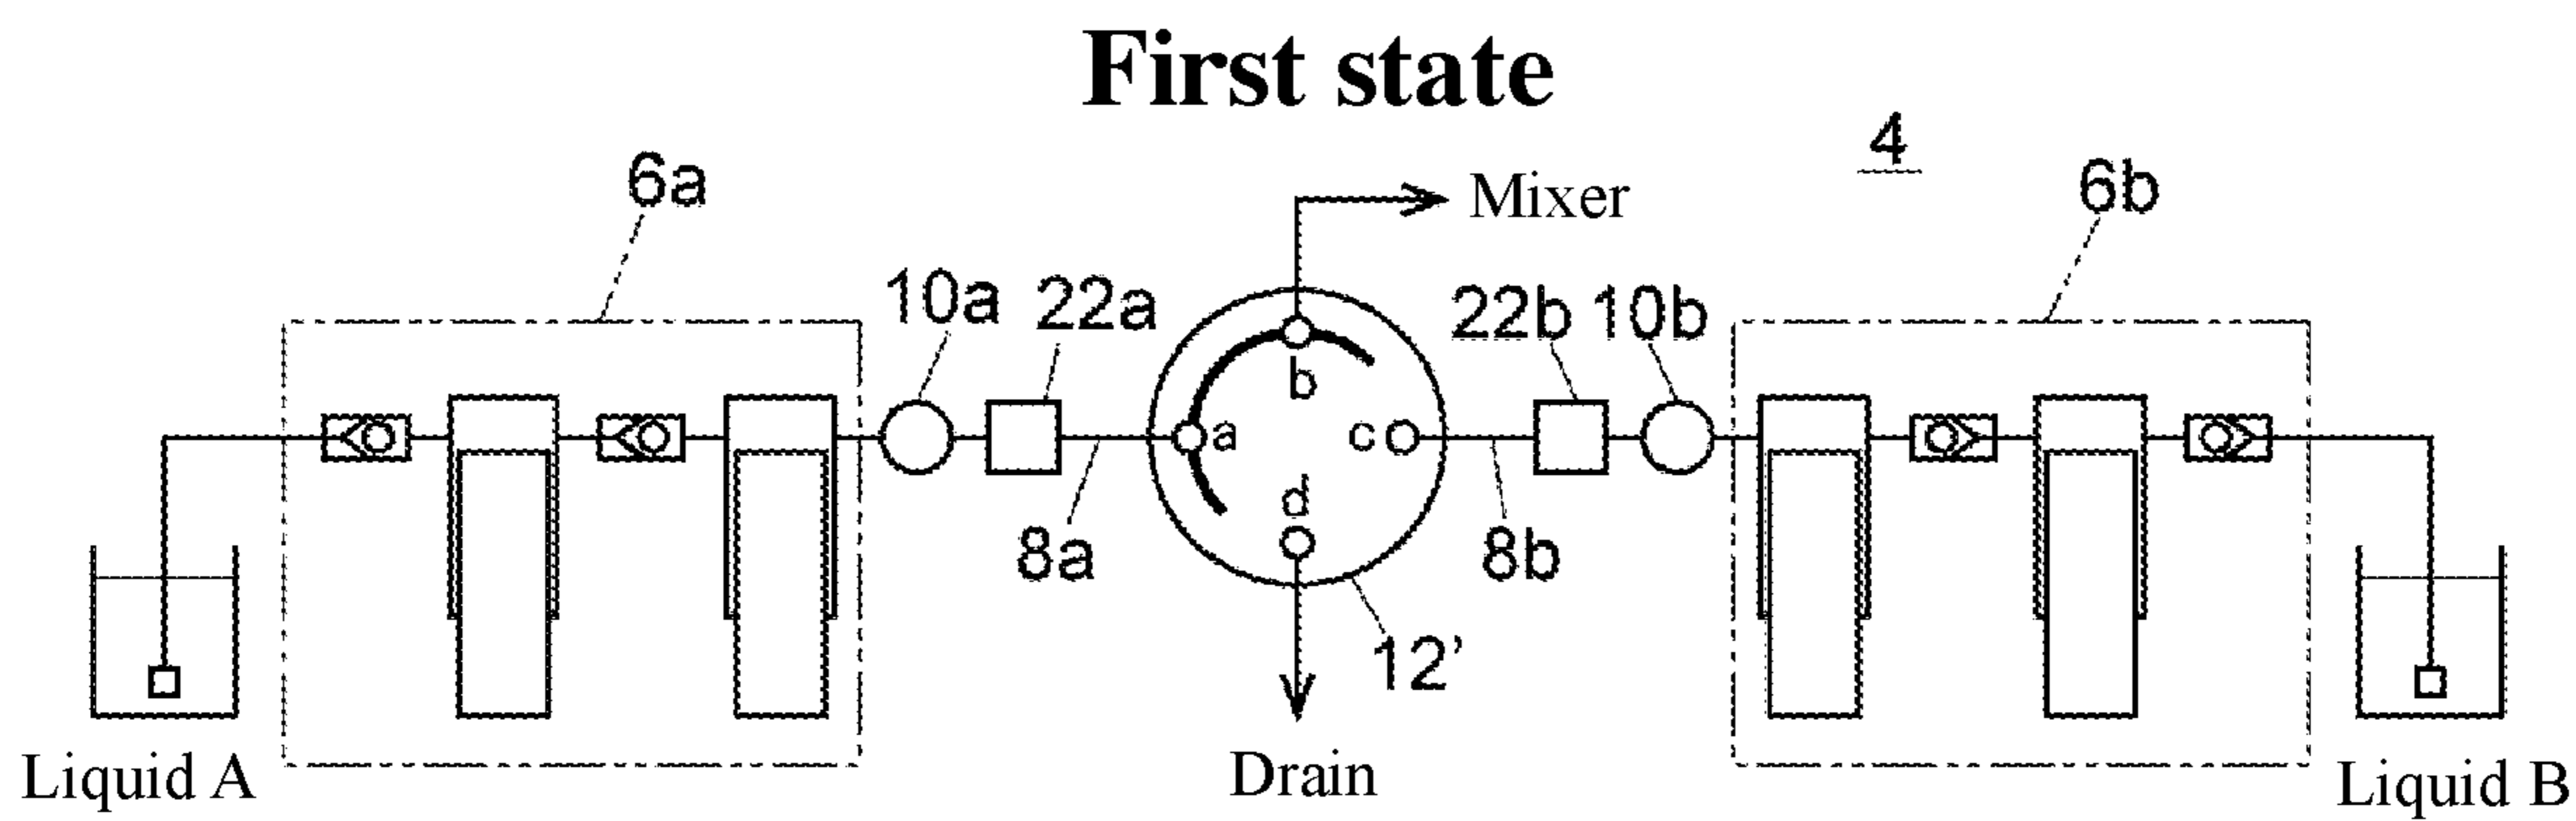 First state
4
6a
Mixer
6b
10a
22a
22b
10b
b
a
c
d
8a
8b
12’
Liquid A
Drain
Liquid B